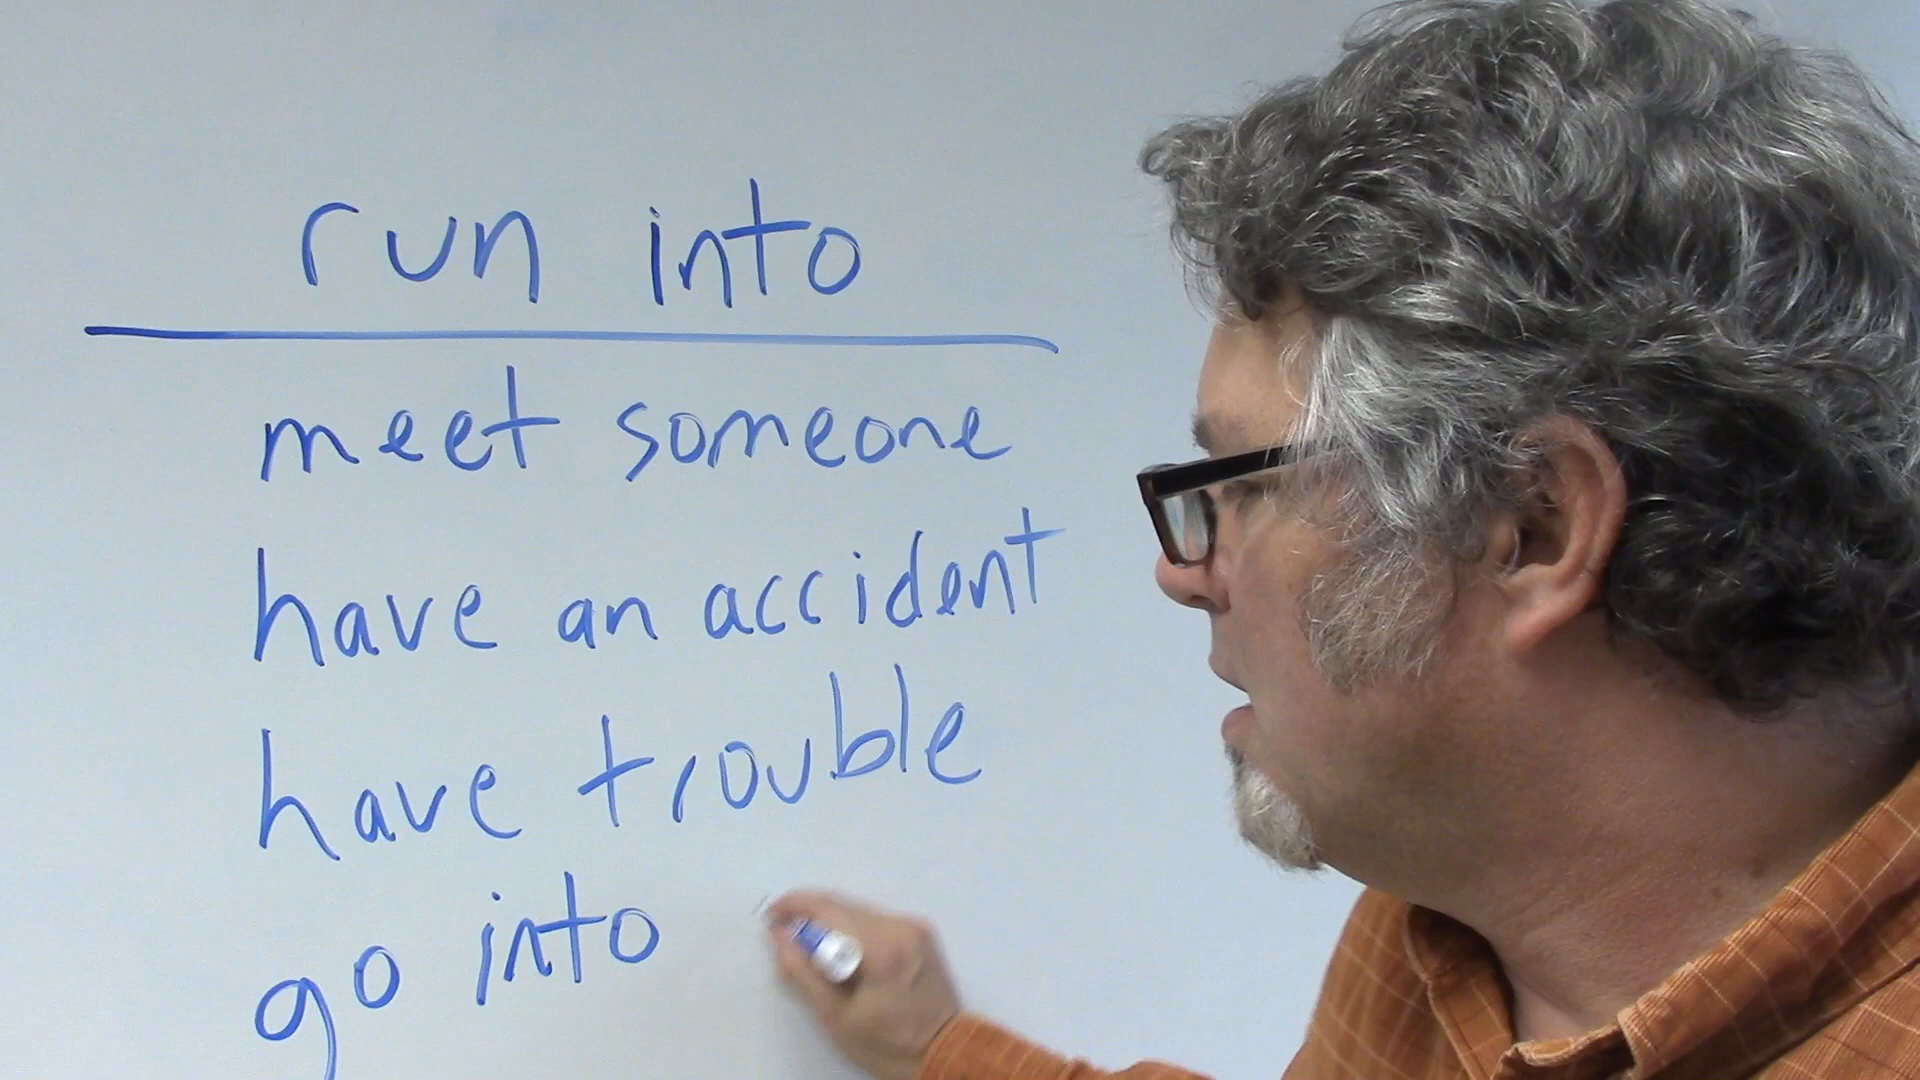 run into
meet someone
have an accident
have trouble
go into